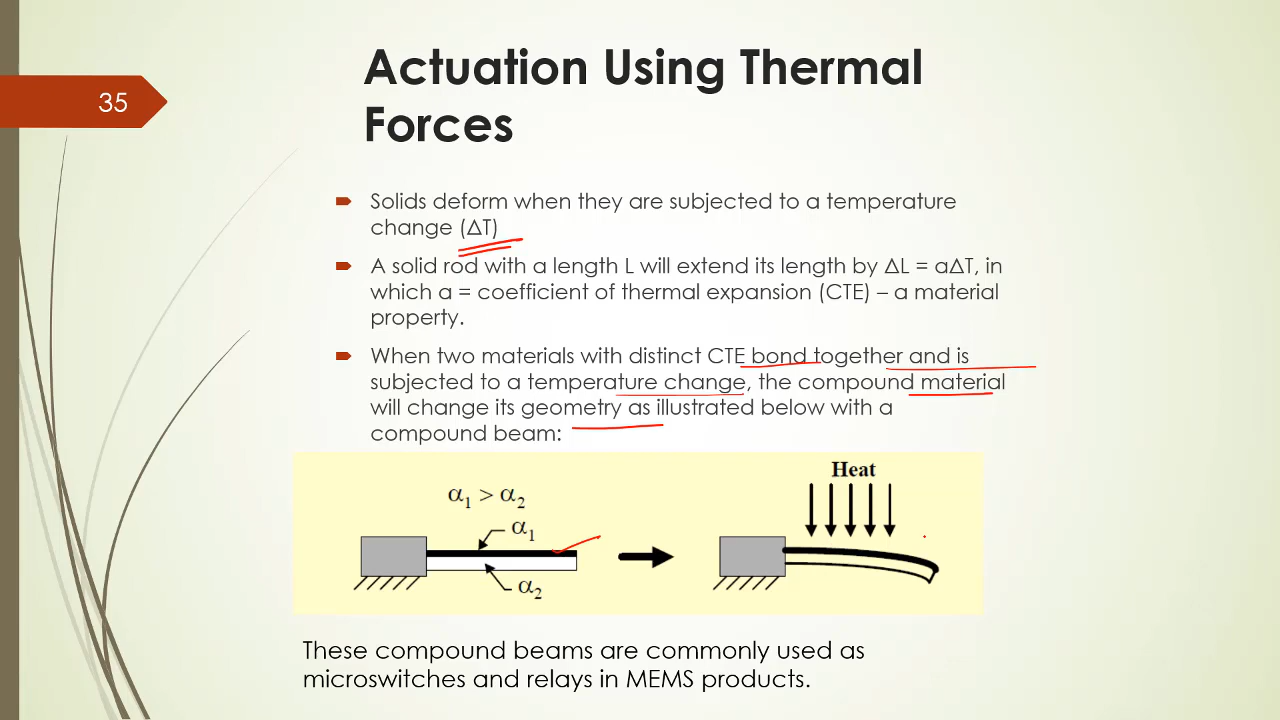 35
Actuation Using Thermal
Forces
Solids deform when they are subjected to a temperature
change (ΔT)
A solid rod with a length L will extend its length by ΔL = aΔT, in
which a = coefficient of thermal expansion (CTE) – a material
property.
When two materials with distinct CTE bond together and is
subjected to a temperature change, the compound material
will change its geometry as illustrated below with a
compound beam:
α1 > α2
α1
α2
Heat
These compound beams are commonly used as
microswitches and relays in MEMS products.